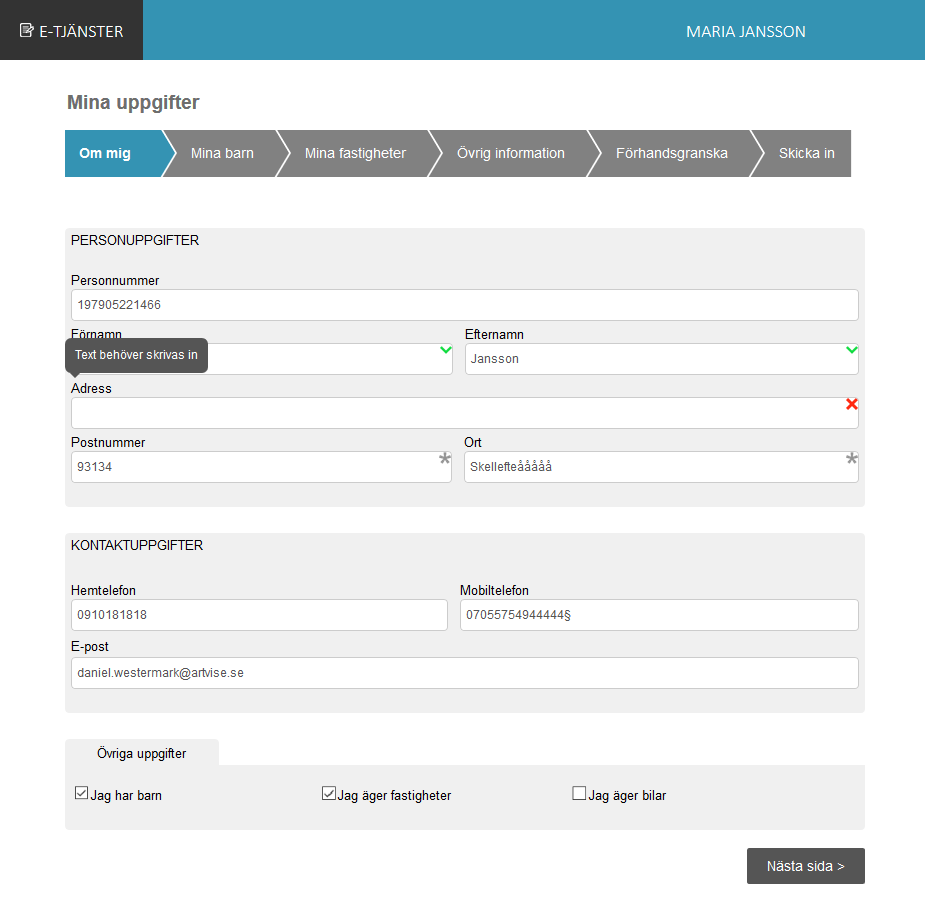 E-TJÄNSTER MARIA JANSSON
Mina uppgifter
Om mig Mina barn Mina fastigheter Övrig information Förhandsgranska Skicka in
PERSONUPPGIFTER
Personnummer
197905221466
Förnamn Efternamn
Text behöver skrivas in
Jansson
Adress
Postnummer Ort
93134 Skellefteååååå
KONTAKTUPPGIFTER
Hemtelefon Mobiltelefon
0910181818 07055754944444§
E-post
daniel.westermark@artvise.se
Övriga uppgifter
Jag har barn Jag äger fastigheter Jag äger bilar
Nästa sida >